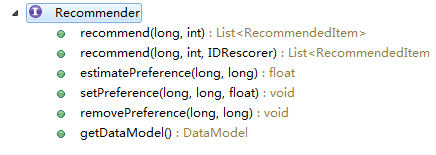 Recommender
recommend(long, int) : List<RecommendedItem>
recommend(long, int, IDRescorer) : List<RecommendedItem
estimatePreference(long, long) : float
setPreference(long, long, float) : void
removePreference(long, long) : void
getDataModel() : DataModel